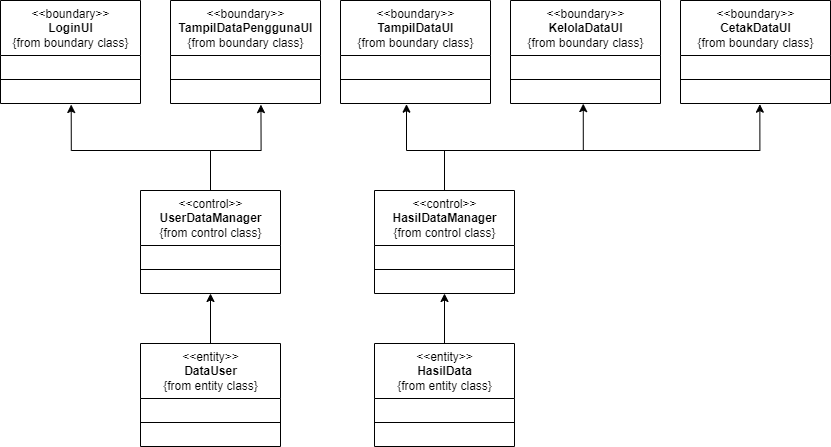 <<boundary>>
LoginUI
{from boundary class}
<<boundary>>
TampilDataPenggunaUI
{from boundary class}
<<boundary>>
TampilDataUI
{from boundary class}
<<boundary>>
KelolaDataUI
{from boundary class}
<<boundary>>
CetakDataUI
{from boundary class}
<<control>>
UserDataManager
{from control class}
<<control>>
HasilDataManager
{from control class}
<<entity>>
DataUser
{from entity class}
<<entity>>
HasilData
{from entity class}